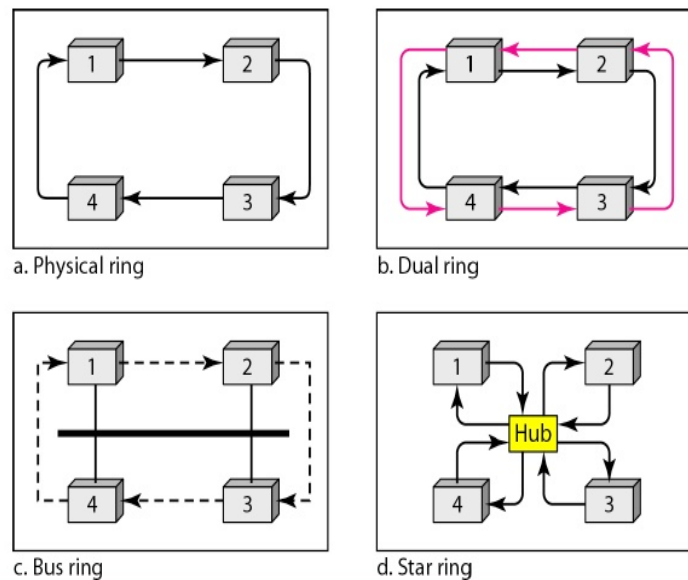 1 2
4 3
a. Physical ring
1 2
4 3
b. Dual ring
1 2
4 3
c. Bus ring
1 2
Hub
4 3
d. Star ring